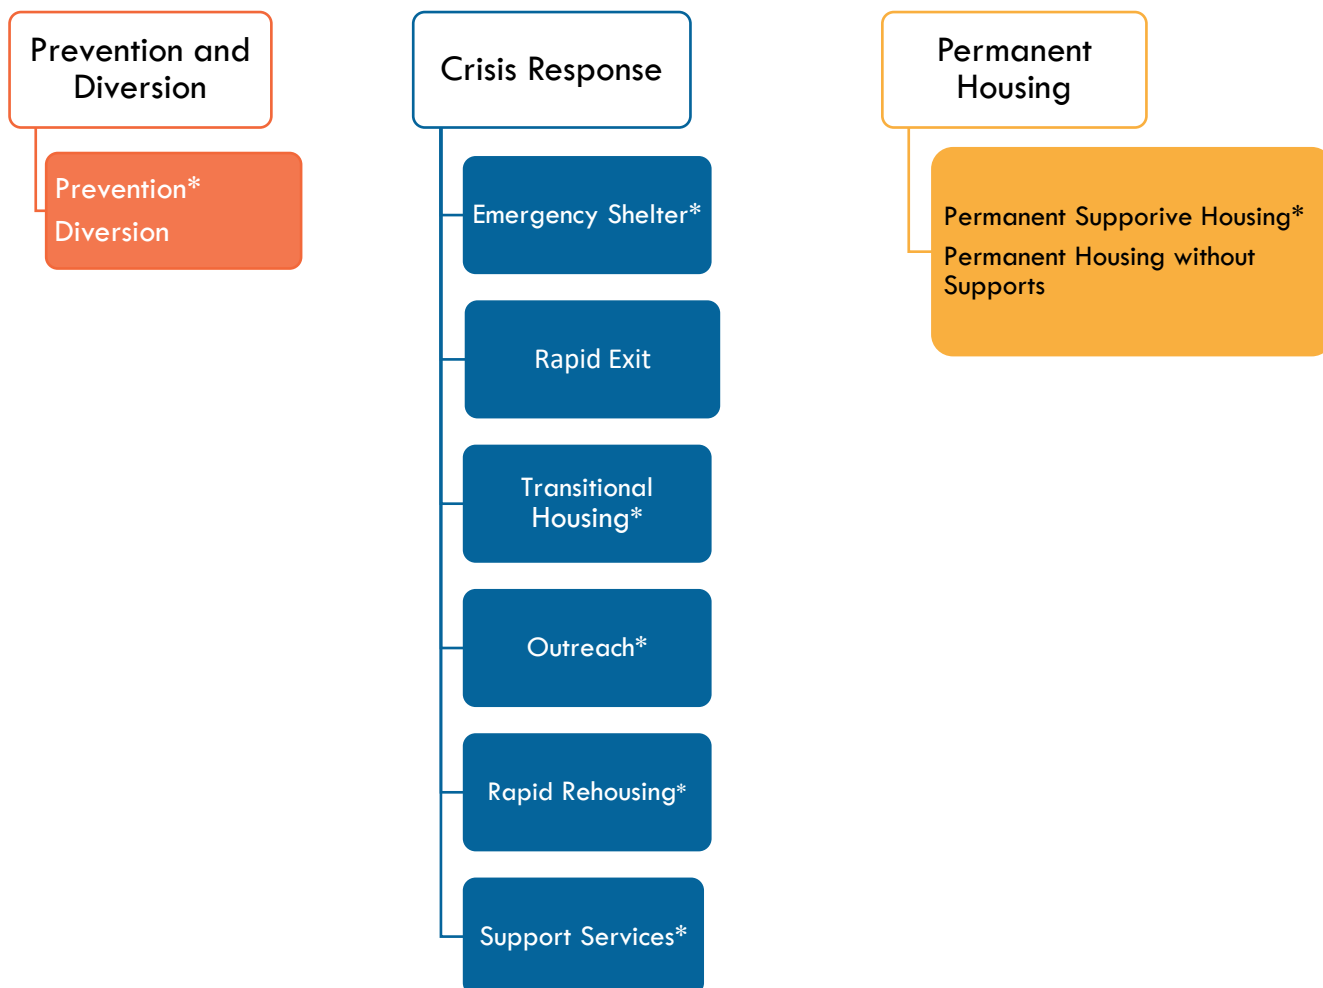 Prevention and
Diversion
Prevention*
Diversion
Crisis Response
Emergency Shelter*
Rapid Exit
Transitional
Housing*
Outreach*
Rapid Rehousing*
Support Services*
Permanent
Housing
Permanent Supporive Housing*
Permanent Housing without
Supports